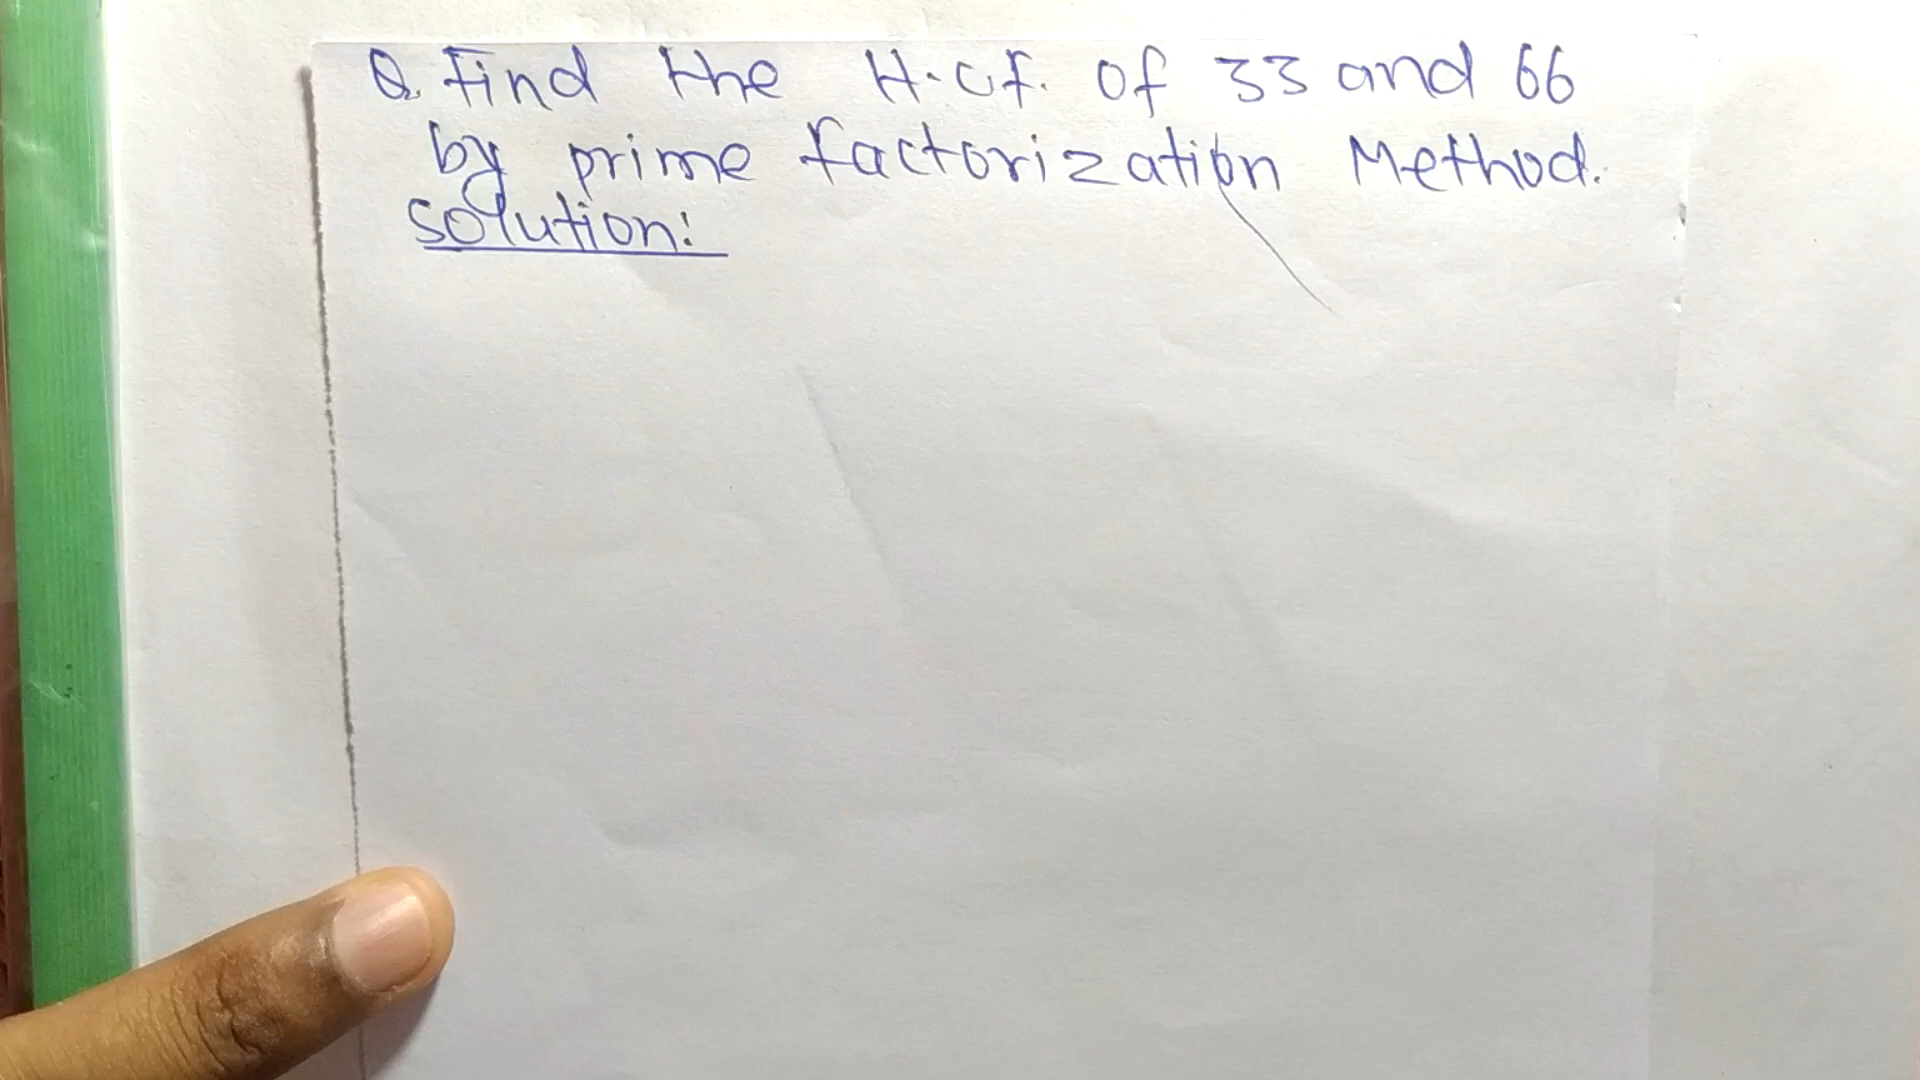 Q. Find the H.C.F. of 33 and 66
by prime factorization Method.
Solution: